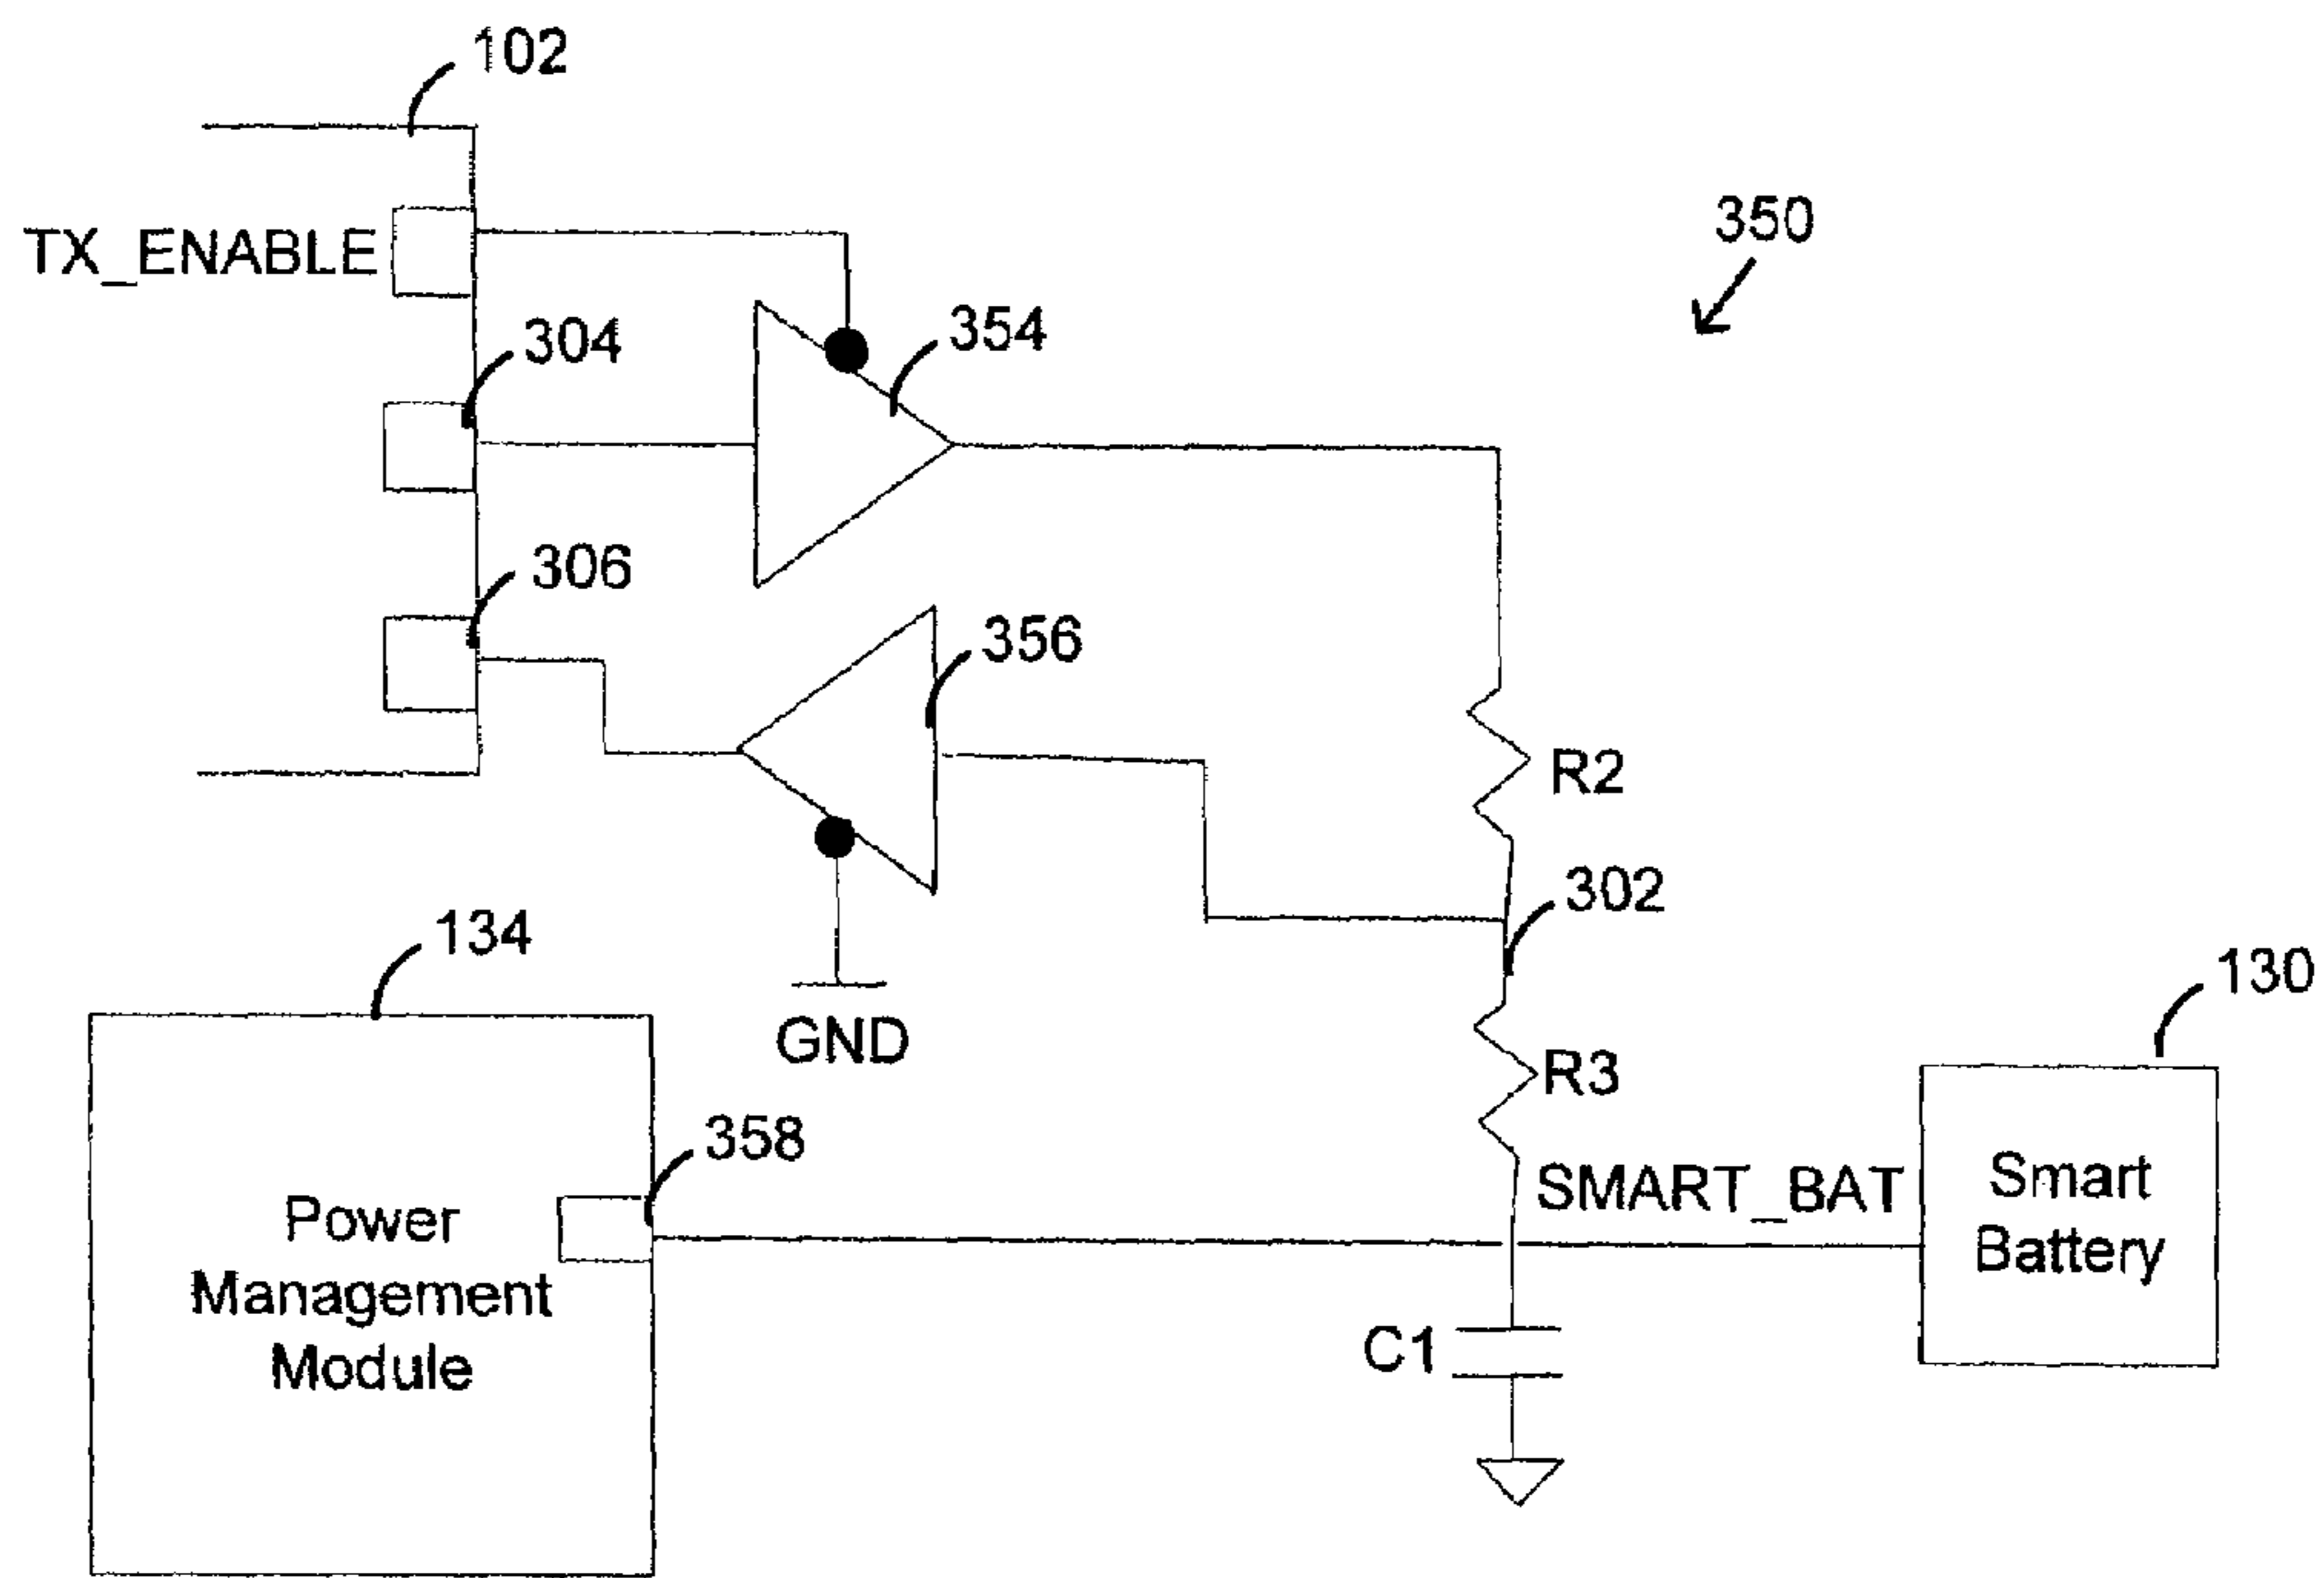 102
TX_ENABLE
350
304
354
306
356
R2
302
134
130
GND
R3
358
SMART_BAT
Smart
Battery
Power
Management
Module
C1